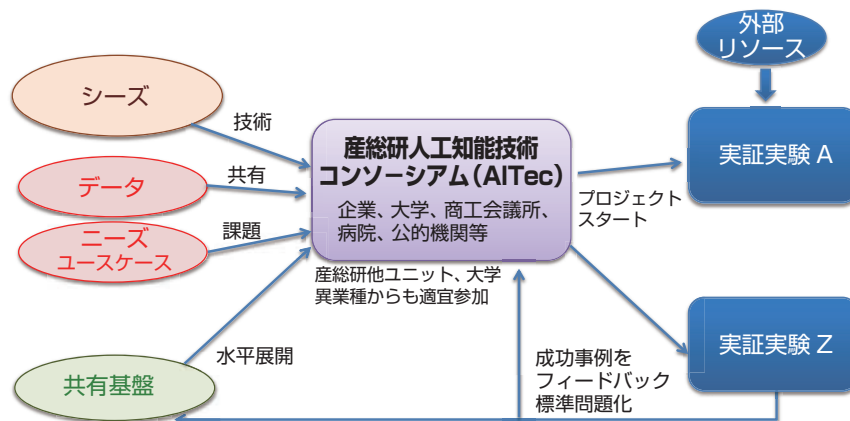 外部
リソース
シーズ
技術
データ
共有
ニーズ
ユースケース
課題
産総研人工知能技術
コンソーシアム(AITec)
企業、大学、商工会議所、
病院、公的機関等
産総研他ユニット、大学
異業種からも適宜参加
プロジェクト
スタート
実証実験 A
実証実験 Z
共有基盤
水平展開
成功事例を
フィードバック
標準問題化